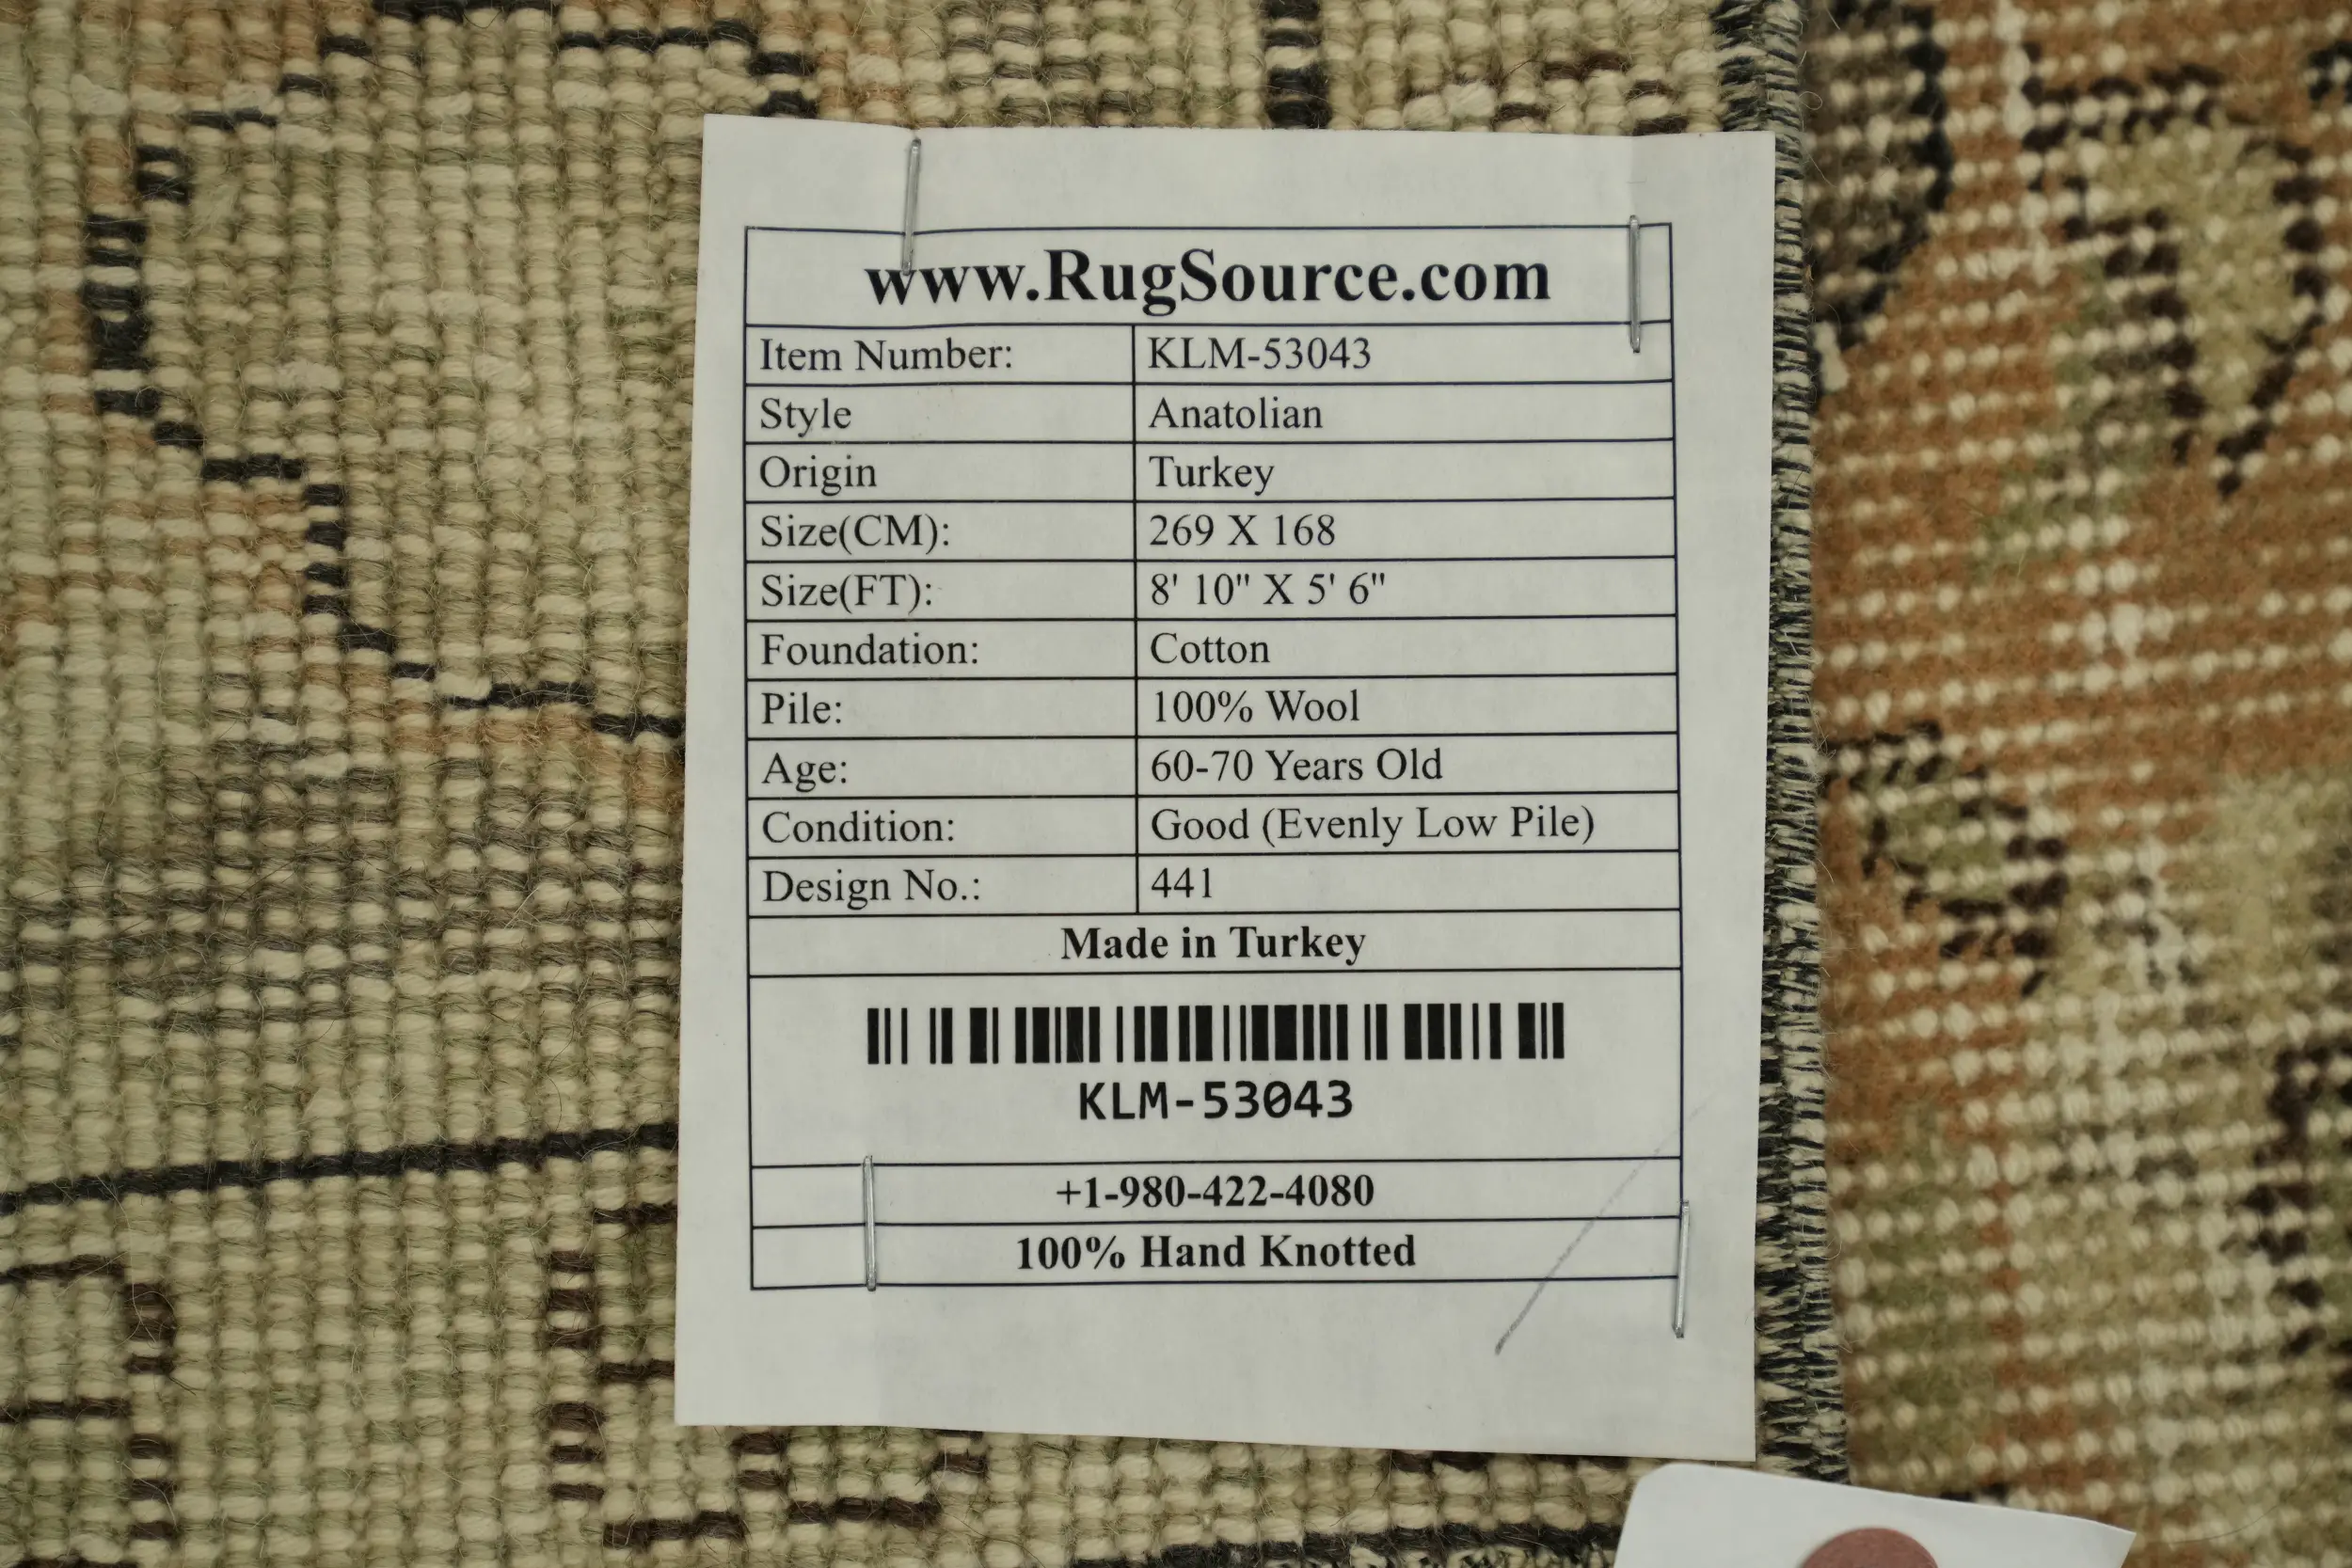 www.RugSource.com
Item Number: KLM-53043
Style Anatolian
Origin Turkey
Size(CM): 269 X 168
Size(FT): 8' 10" X 5' 6"
Foundation: Cotton
Pile: 100% Wool
Age: 60-70 Years Old
Condition: Good (Evenly Low Pile)
Design No.: 441
Made in Turkey
KLM-53043
+1-980-422-4080
100% Hand Knotted